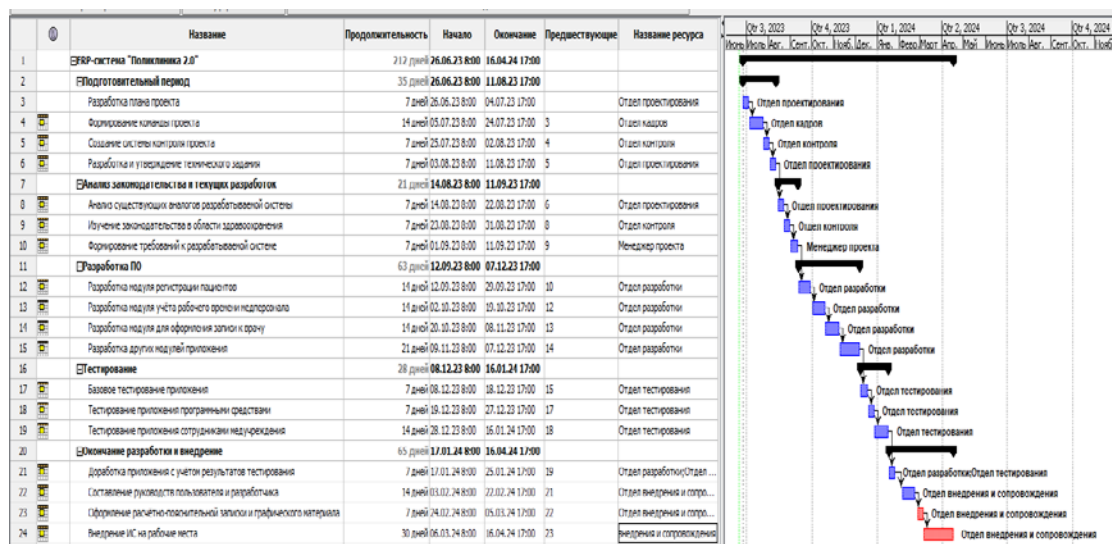 Название Продолжительность Начало Окончание Предшествующие Название ресурса
Qtr 3, 2023 Qtr 4, 2023 Qtr 1, 2024 Qtr 2, 2024 Qtr 3, 2024 Qtr 4, 2024
Июнь Июль Авг. Сент. Окт. Нояб. Дек. Янв. Февр. Март Апр. Май Июнь Июль Авг. Сент. Окт. Нояб
1 ERP-система "Поликлиника 2.0" 212 дней 26.06.23 8:00 16.04.24 17:00
2 Подготовительный период 35 дней 26.06.23 8:00 11.08.23 17:00
3 Разработка плана проекта 7 дней 26.06.23 8:00 04.07.23 17:00 Отдел проектирования Отдел проектирования
4 Формирование команды проекта 14 дней 05.07.23 8:00 24.07.23 17:00 3 Отдел кадров Отдел кадров
5 Создание системы контроля проекта 7 дней 25.07.23 8:00 02.08.23 17:00 4 Отдел контроля Отдел контроля
6 Разработка и утверждение технического задания 7 дней 03.08.23 8:00 11.08.23 17:00 5 Отдел проектирования Отдел проектирования
7 Анализ законодательства и текущих разработок 21 дней 14.08.23 8:00 11.09.23 17:00
8 Анализ существующих аналогов разрабатываемой системы 7 дней 14.08.23 8:00 22.08.23 17:00 6 Отдел проектирования Отдел проектирования
9 Изучение законодательства в области здравоохранения 7 дней 23.08.23 8:00 31.08.23 17:00 8 Отдел контроля Отдел контроля
10 Формирование требований к разрабатываемой системе 7 дней 01.09.23 8:00 11.09.23 17:00 9 Менеджер проекта Менеджер проекта
11 Разработка ПО 63 дней 12.09.23 8:00 07.12.23 17:00
12 Разработка модуля регистрации пациентов 14 дней 12.09.23 8:00 29.09.23 17:00 10 Отдел разработки Отдел разработки
13 Разработка модуля учёта рабочего времени медперсонала 14 дней 02.10.23 8:00 19.10.23 17:00 12 Отдел разработки Отдел разработки
14 Разработка модуля для оформления записи к врачу 14 дней 20.10.23 8:00 08.11.23 17:00 13 Отдел разработки Отдел разработки
15 Разработка других модулей приложения 21 дней 09.11.23 8:00 07.12.23 17:00 14 Отдел разработки Отдел разработки
16 Тестирование 28 дней 08.12.23 8:00 16.01.24 17:00
17 Базовое тестирование приложения 7 дней 08.12.23 8:00 18.12.23 17:00 15 Отдел тестирования Отдел тестирования
18 Тестирование приложения программными средствами 7 дней 19.12.23 8:00 27.12.23 17:00 17 Отдел тестирования Отдел тестирования
19 Тестирование приложения сотрудниками медучреждения 14 дней 28.12.23 8:00 16.01.24 17:00 18 Отдел тестирования Отдел тестирования
20 Окончание разработки и внедрение 65 дней 17.01.24 8:00 16.04.24 17:00
21 Доработка приложения с учетом результатов тестирования 7 дней 17.01.24 8:00 25.01.24 17:00 19 Отдел разработки;Отдел ... Отдел разработки;Отдел тестирования
22 Составление руководств пользователя и разработчика 14 дней 03.02.24 8:00 22.02.24 17:00 21 Отдел внедрения и сопро... Отдел внедрения и сопровождения
23 Оформление расчётно-пояснительной записки и графического материала 7 дней 24.02.24 8:00 05.03.24 17:00 22 Отдел внедрения и сопро... Отдел внедрения и сопровождения
24 Внедрение ИС на рабочие места 30 дней 06.03.24 8:00 16.04.24 17:00 23 внедрения и сопровождения Отдел внедрения и сопровождения